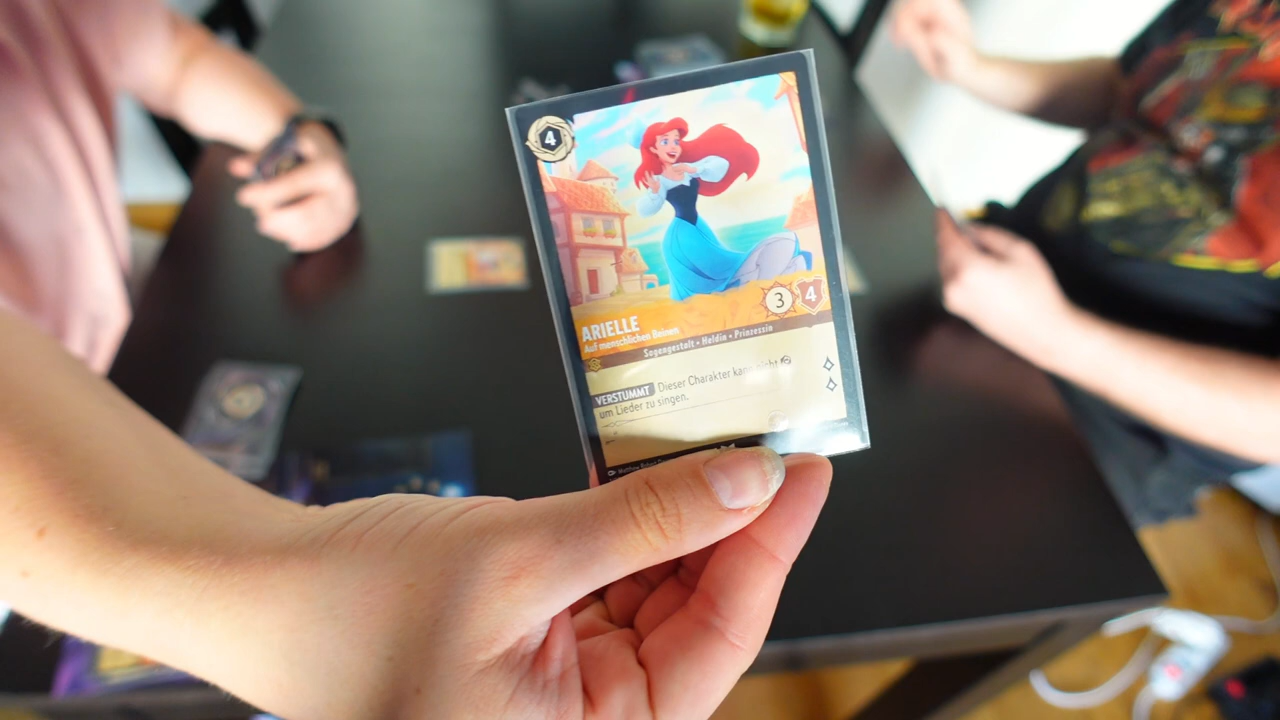 4
3 4
ARIELLE
Auf menschlichen Beinen
Sagengestalt • Heldin • Prinzessin
VERSTUMMT Dieser Charakter kann nicht
um Lieder zu singen.